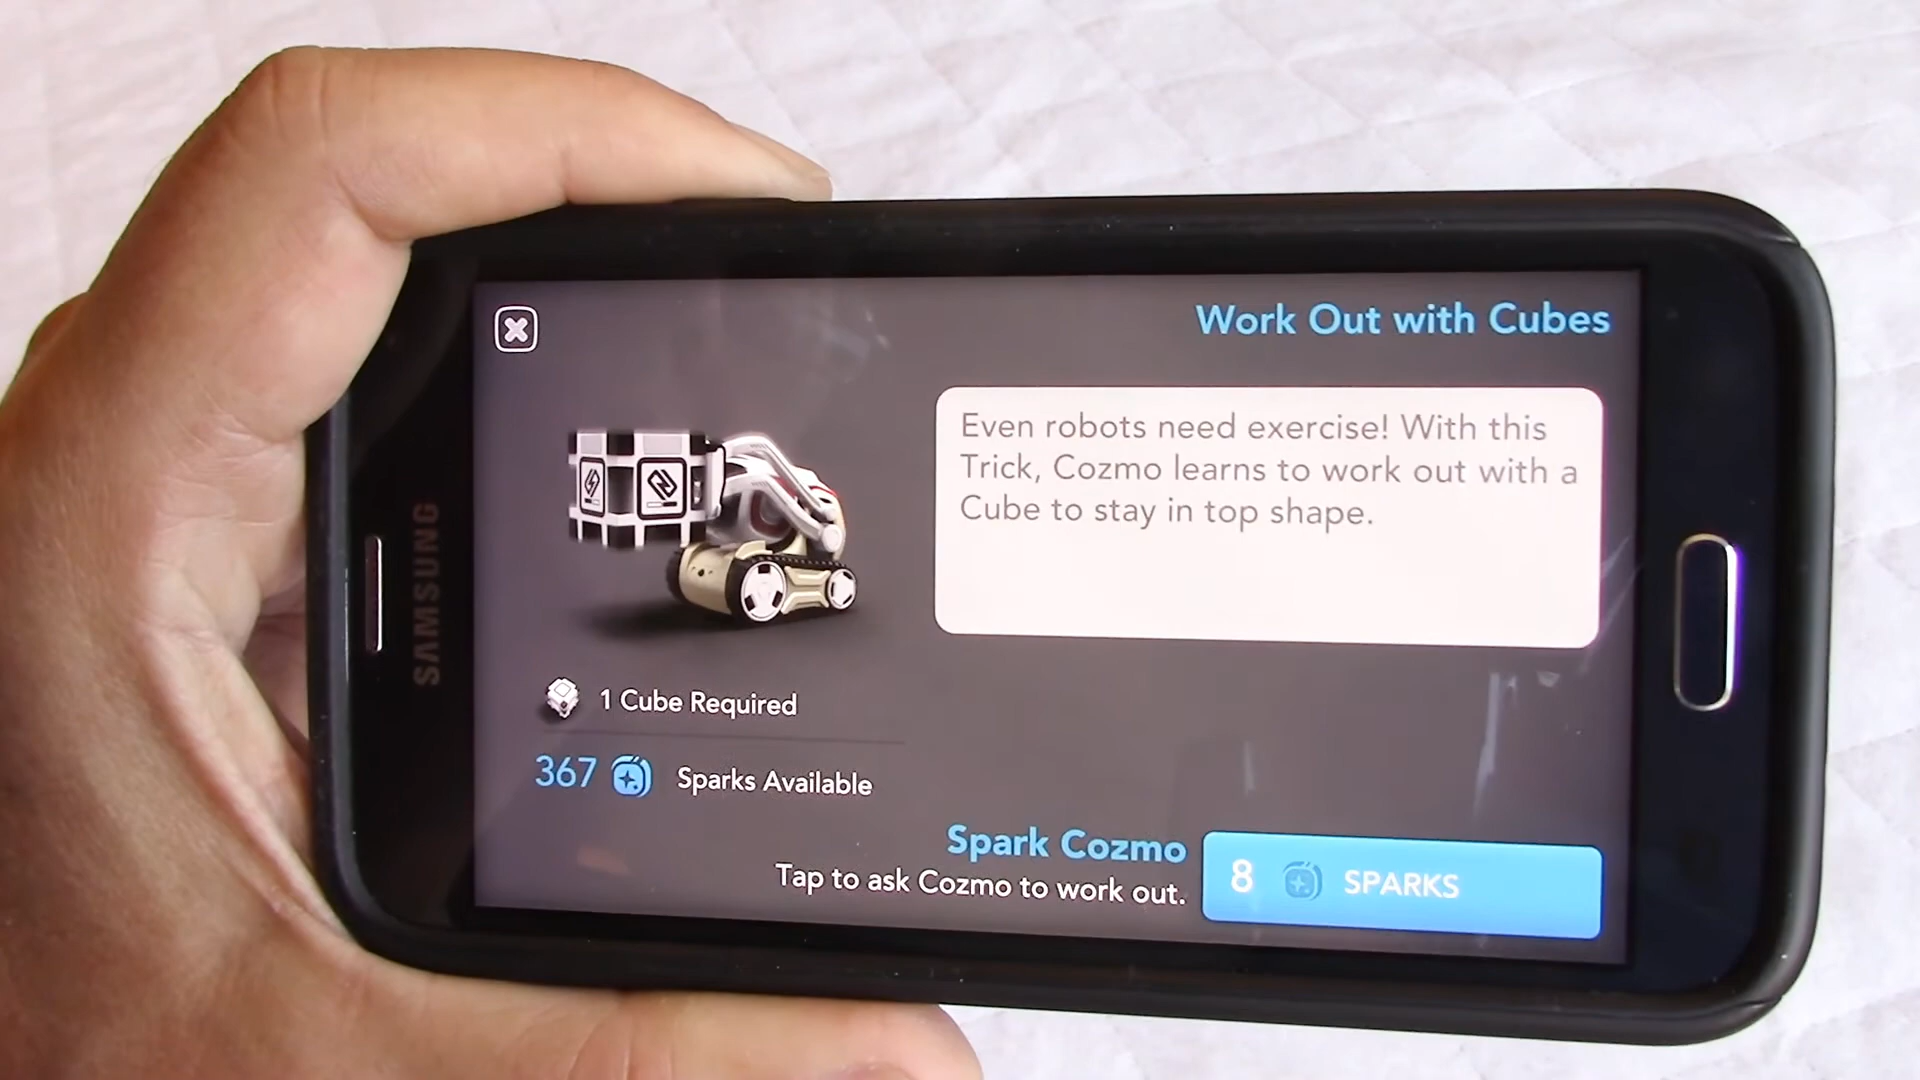 SAMSUNG
Work Out with Cubes
Even robots need exercise! With this
Trick, Cozmo learns to work out with a
Cube to stay in top shape.
1 Cube Required
367 Sparks Available
Spark Cozmo
Tap to ask Cozmo to work out.
8 SPARKS